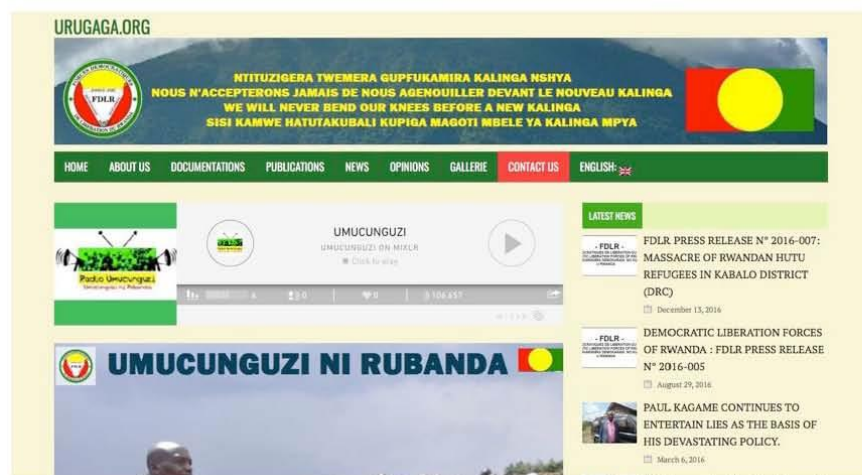 URUGAGA.ORG
NTITUZIGERA TWEMERA GUPFUKAMIRA KALINGA NSHYA
NOUS N'ACCEPTERONS JAMAIS DE NOUS AGENOUILLER DEVANT LE NOUVEAU KALINGA
WE WILL NEVER BEND OUR KNEES BEFORE A NEW KALINGA
SISI KAMWE HATUTAKUBALI KUPIGA MAGOTI MBELE YA KALINGA MPYA
FDLR
HOME ABOUT US DOCUMENTATIONS PUBLICATIONS NEWS OPINIONS GALLERIE CONTACT US ENGLISH:
Radio Umucunguzi
UMUCUNGUZI
UMUCUNGUZI ON MIXLR
Click to play
106,657
UMUCUNGUZI NI RUBANDA
LATEST NEWS
- FDLR -
FDLR PRESS RELEASE N° 2016-007:
MASSACRE OF RWANDAN HUTU
REFUGEES IN KABALO DISTRICT
(DRC)
December 13, 2016
- FDLR -
DEMOCRATIC LIBERATION FORCES
OF RWANDA : FDLR PRESS RELEASE
N° 2016-005
August 29, 2016
PAUL KAGAME CONTINUES TO
ENTERTAIN LIES AS THE BASIS OF
HIS DEVASTATING POLICY.
March 6, 2016